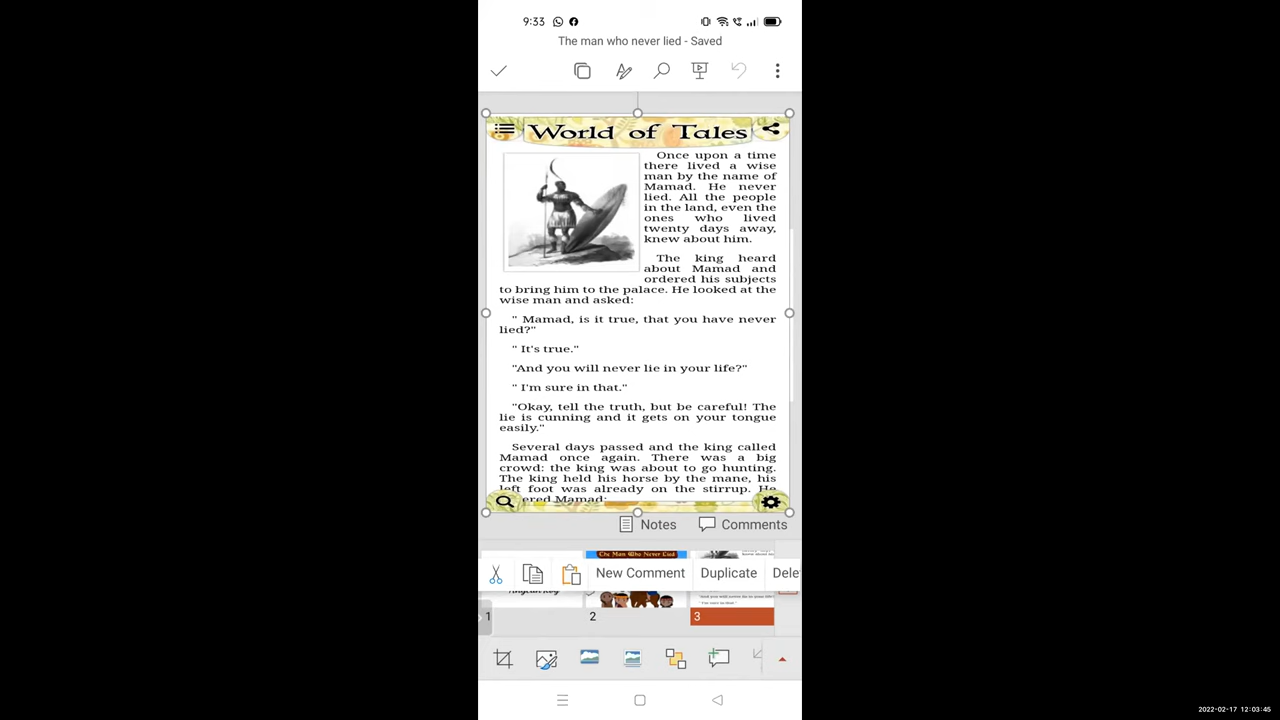 9:33
The man who never lied - Saved
World of Tales
Once upon a time
there lived a wise
man by the name of
Mamad. He never
lied. All the people
in the land, even the
ones who lived
twenty days away,
knew about him.
The king heard
about Mamad and
ordered his subjects
to bring him to the palace. He looked at the
wise man and asked:
" Mamad, is it true, that you have never
lied?"
" It's true."
"And you will never lie in your life?"
" I'm sure in that."
"Okay, tell the truth, but be careful! The
lie is cunning and it gets on your tongue
easily."
Several days passed and the king called
Mamad once again. There was a big
crowd: the king was about to go hunting.
The king held his horse by the mane, his
left foot was already on the stirrup. He
ered Mamad:
Notes Comments
The Man Who Never Lied
New Comment Duplicate Dele
"I'm sure in that"
1 2 3
2022-02-17 12:03:45